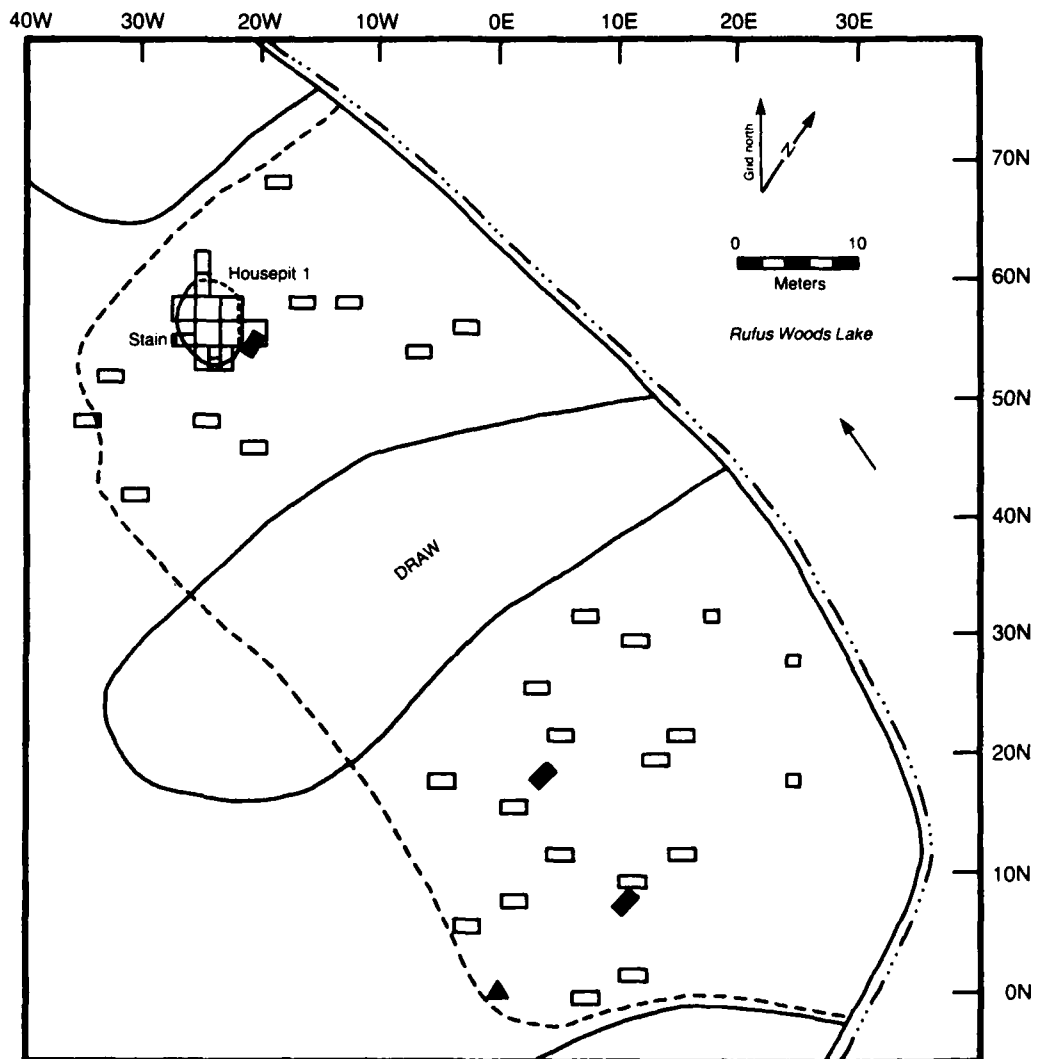 40W 30W 20W 10W 0E 10E 20E 30E
Grid north
N
70N
0 10
Meters
60N
Housepit 1
Rufus Woods Lake
Stain
50N
40N
DRAW
30N
20N
10N
0N